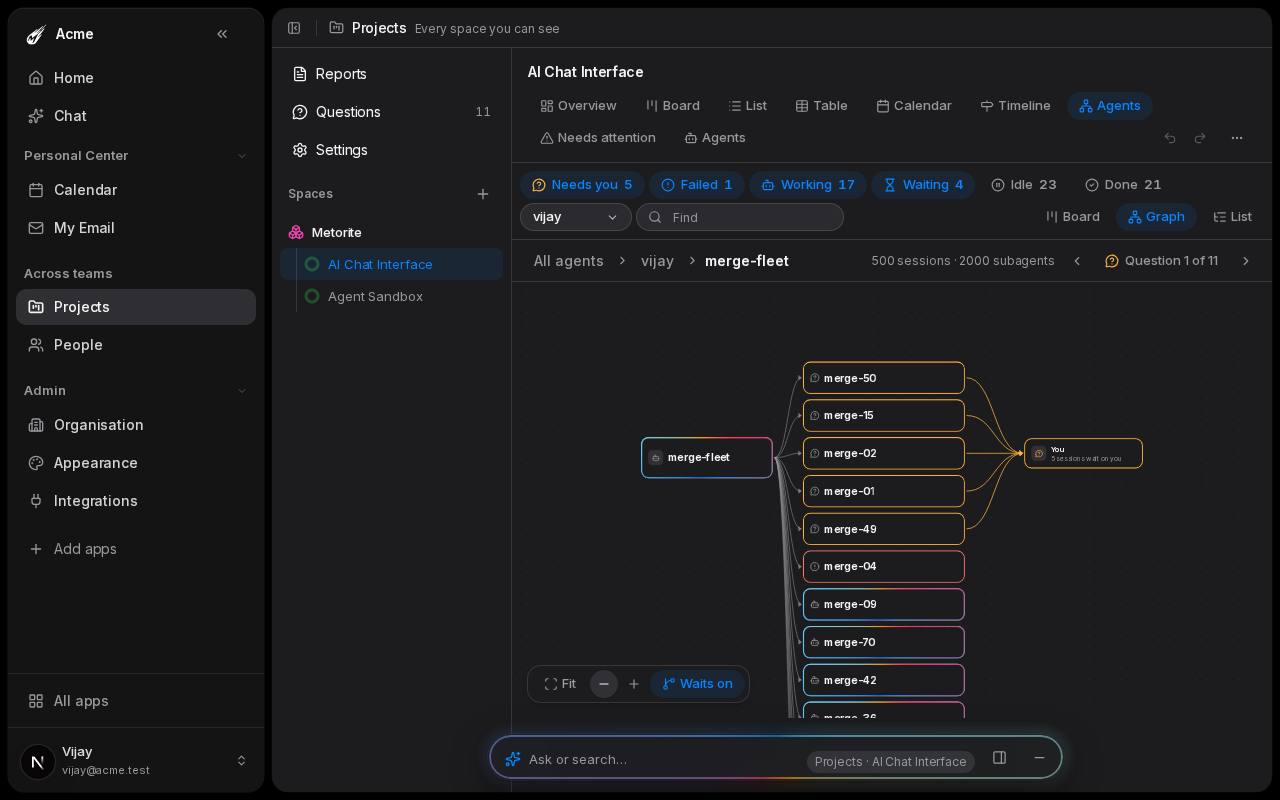 Acme
Home
Chat
Personal Center
Calendar
My Email
Across teams
Projects
People
Admin
Organisation
Appearance
Integrations
Add apps
All apps
Vijay
vijay@acme.test
Projects Every space you can see
Reports
Questions 11
Settings
Spaces
Metorite
AI Chat Interface
Agent Sandbox
AI Chat Interface
Overview Board List Table Calendar Timeline Agents
Needs attention Agents
Needs you 5 Failed 1 Working 17 Waiting 4 Idle 23 Done 21
vijay Find Board Graph List
All agents vijay merge-fleet 500 sessions · 2000 subagents Question 1 of 11
merge-fleet
merge-50
merge-15
merge-02
merge-01
merge-49
merge-04
merge-09
merge-70
merge-42
merge-36
You
5 sessions wait on you
Fit Waits on
Ask or search… Projects · AI Chat Interface